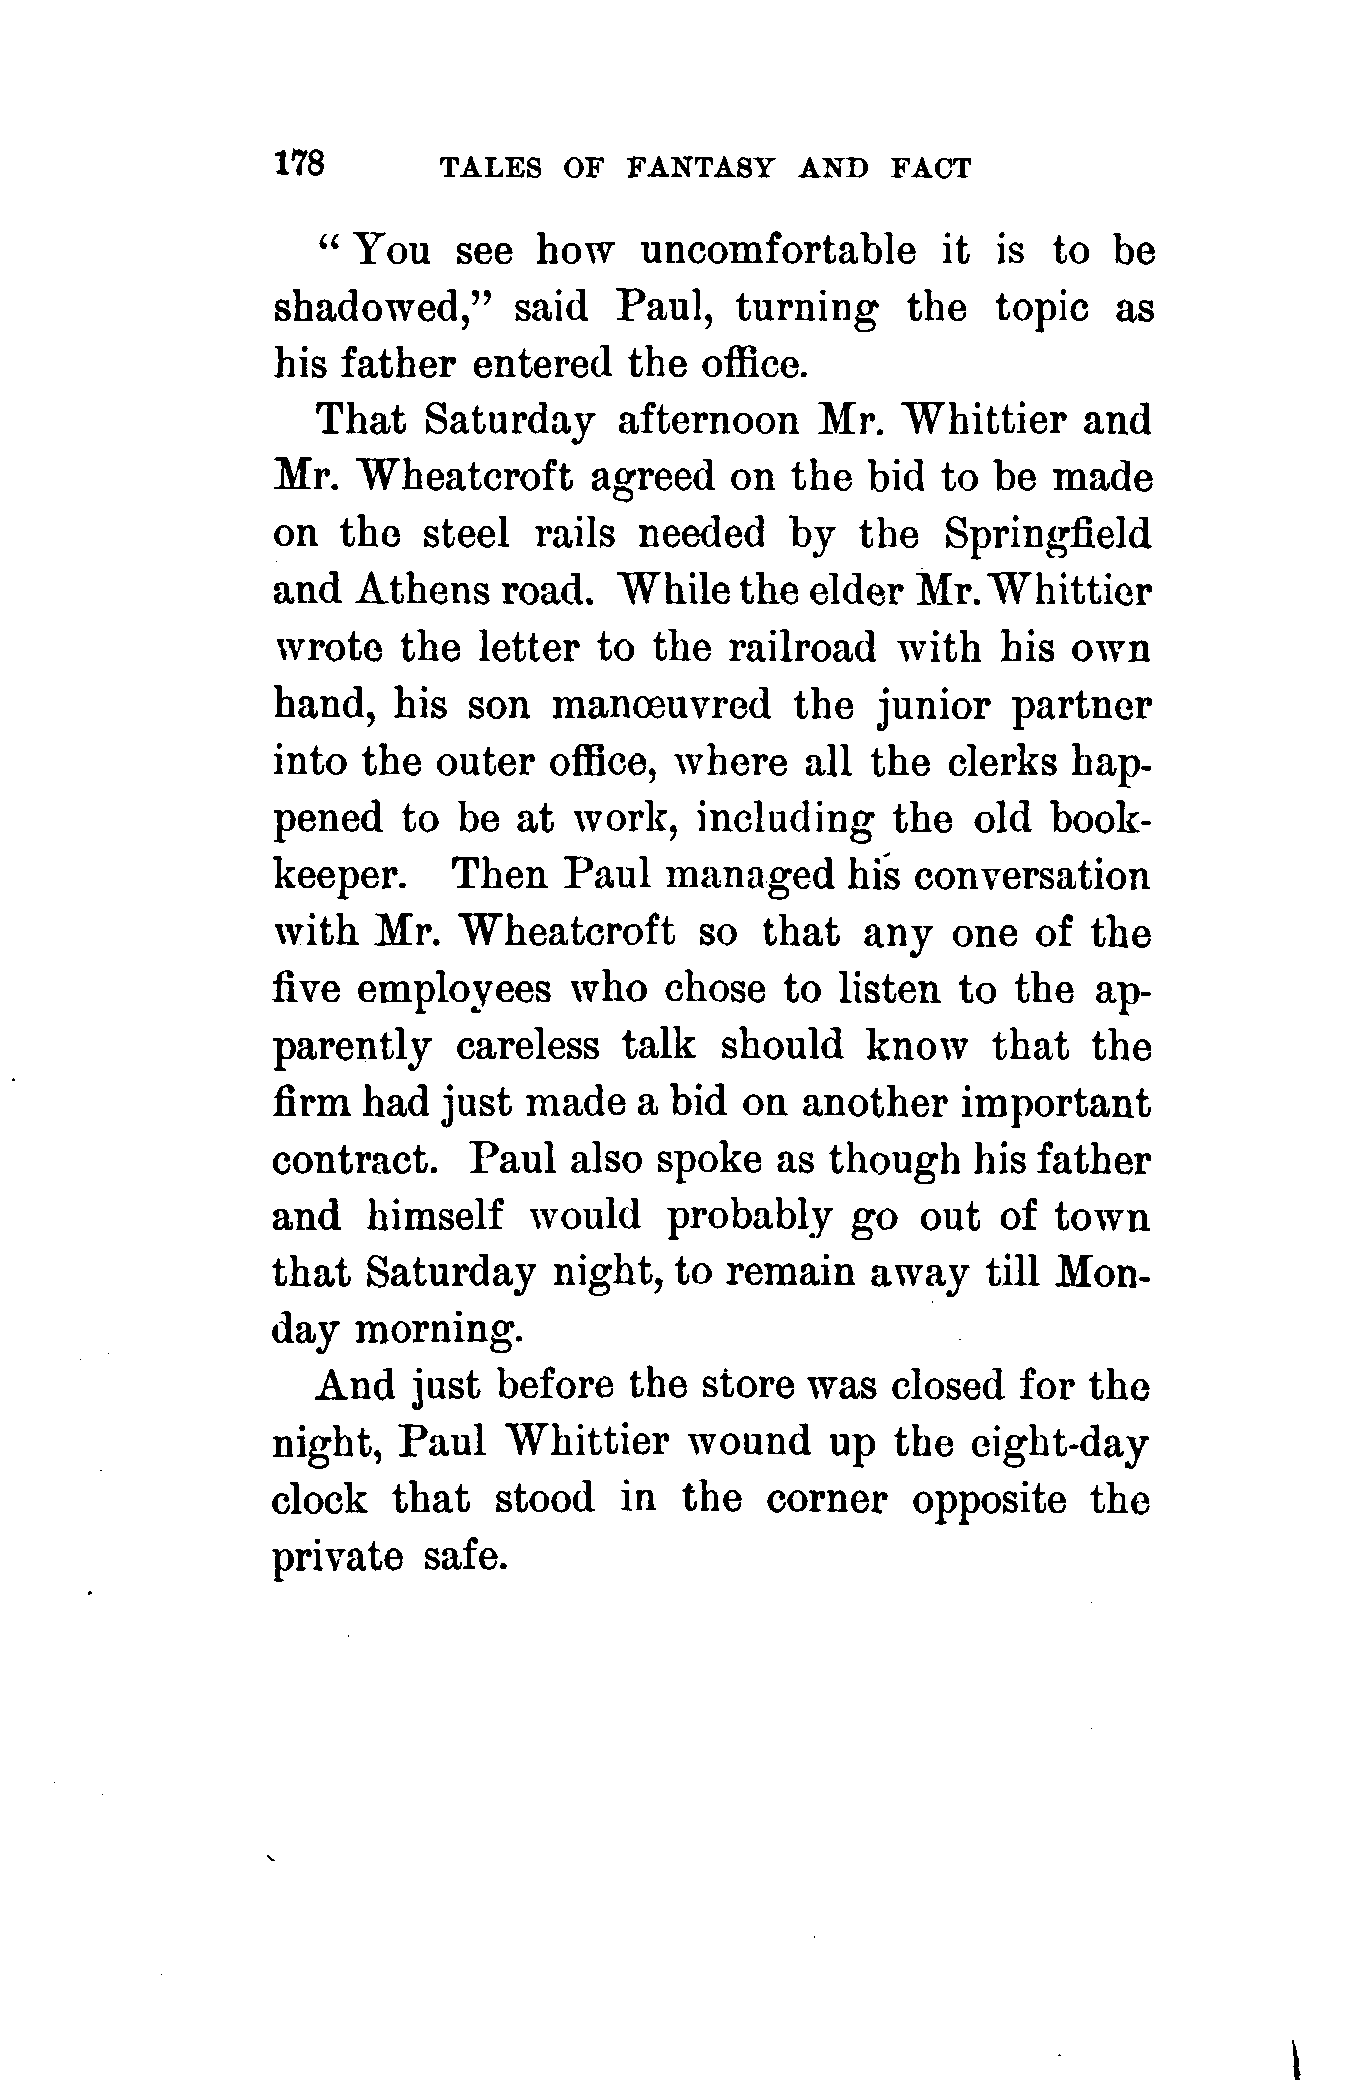 178 TALES OF FANTASY AND FACT
“ You see how uncomfortable it is to be
shadowed,” said Paul, turning the topic as
his father entered the office.
That Saturday afternoon Mr. Whittier and
Mr. Wheatcroft agreed on the bid to be made
on the steel rails needed by the Springfield
and Athens road. While the elder Mr. Whittier
wrote the letter to the railroad with his own
hand, his son manœuvred the junior partner
into the outer office, where all the clerks hap-
pened to be at work, including the old book-
keeper. Then Paul managed his conversation
with Mr. Wheatcroft so that any one of the
five employees who chose to listen to the ap-
parently careless talk should know that the
firm had just made a bid on another important
contract. Paul also spoke as though his father
and himself would probably go out of town
that Saturday night, to remain away till Mon-
day morning.
And just before the store was closed for the
night, Paul Whittier wound up the eight-day
clock that stood in the corner opposite the
private safe.